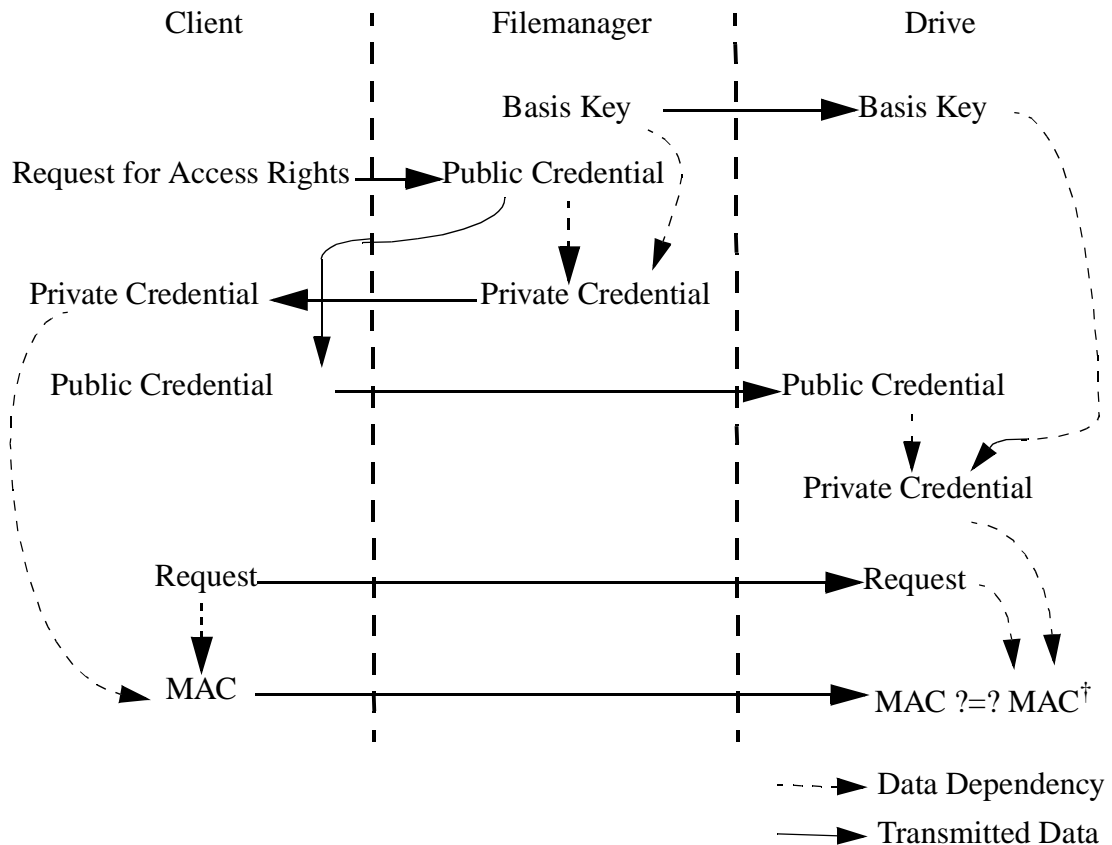 Client Filemanager Drive
Basis Key Basis Key
Request for Access Rights Public Credential
Private Credential Private Credential
Public Credential Public Credential
Private Credential
Request Request
MAC MAC ?=? MAC†
Data Dependency
Transmitted Data